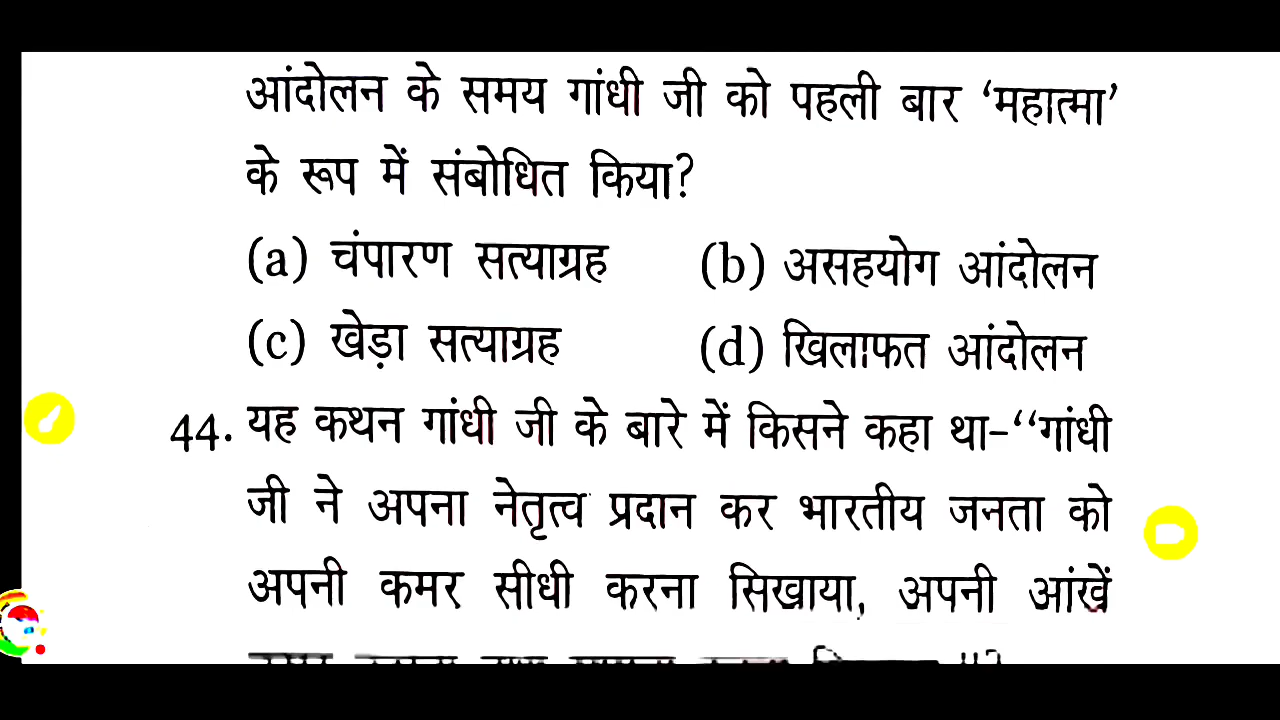 आंदोलन के समय गांधी जी को पहली बार ‘महात्मा’
के रूप में संबोधित किया?
(a) चंपारण सत्याग्रह (b) असहयोग आंदोलन
(c) खेड़ा सत्याग्रह (d) खिलाफत आंदोलन
44. यह कथन गांधी जी के बारे में किसने कहा था-“गांधी
जी ने अपना नेतृत्व प्रदान कर भारतीय जनता को
अपनी कमर सीधी करना सिखाया, अपनी आंखें